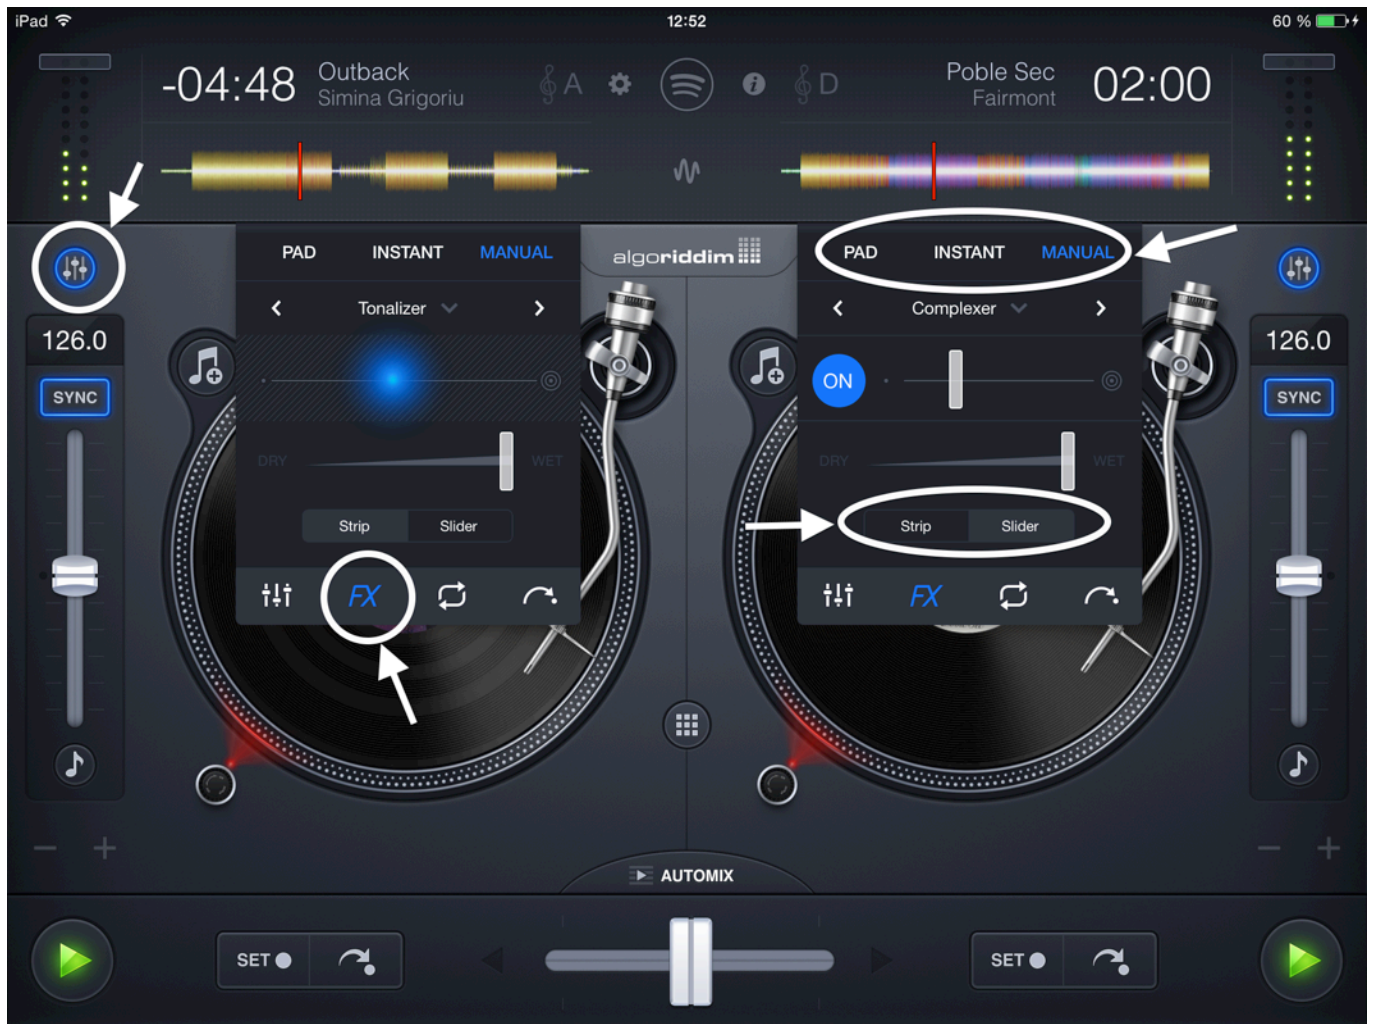 iPad
12:52
60 %
-04:48
Outback
Simina Grigoriu
A
D
Poble Sec
Fairmont
02:00
PAD INSTANT MANUAL
algoriddim
PAD INSTANT MANUAL
Tonalizer
Complexer
126.0
126.0
SYNC
ON
SYNC
DRY WET
DRY WET
Strip Slider
Strip Slider
FX
FX
AUTOMIX
SET
SET